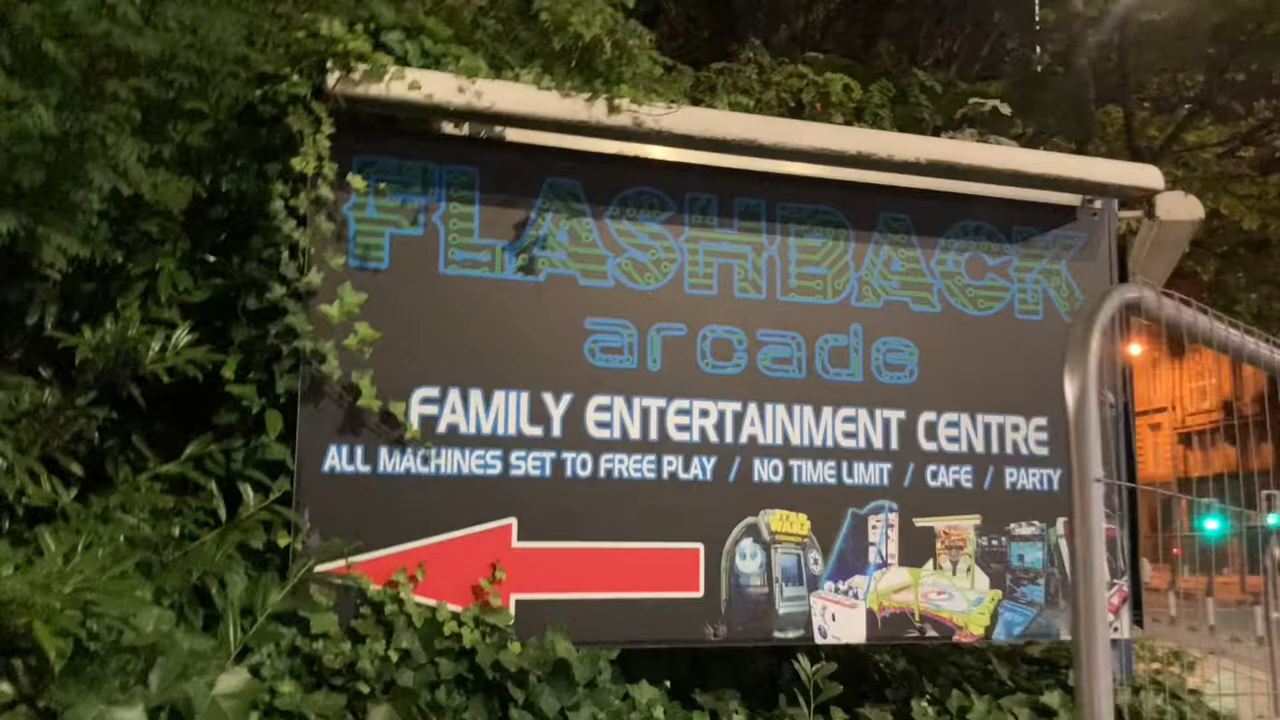 FLASHBACK
arcade
FAMILY ENTERTAINMENT CENTRE
ALL MACHINES SET TO FREE PLAY / NO TIME LIMIT / CAFE / PARTY
STAR
WARS